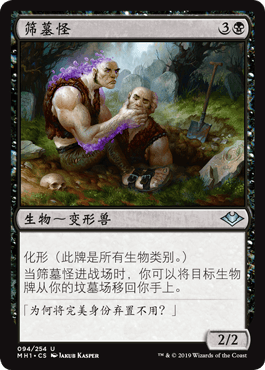 筛墓怪 3
生物～变形兽
化形（此牌是所有生物类别。）
当筛墓怪进战场时，你可以将目标生物
牌从你的坟墓场移回你手上。
「为何将完美身份弃置不用？」
2/2
094/254 U
MH1・CS Jakub Kasper ™ & © 2019 Wizards of the Coast